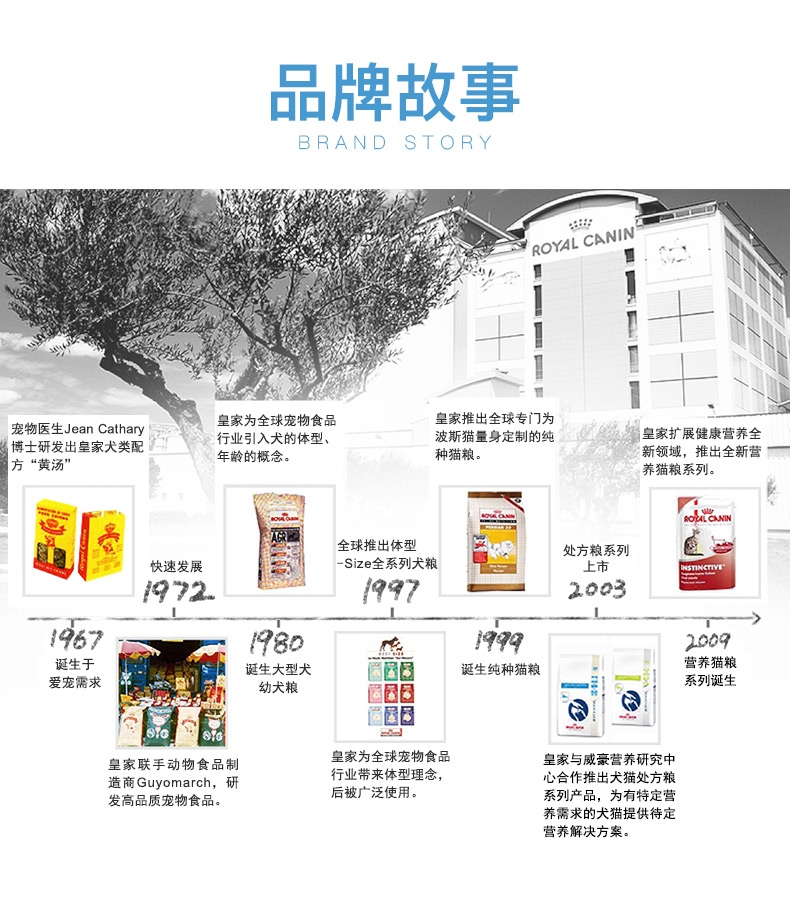 品牌故事
BRAND STORY
ROYAL CANIN
宠物医生Jean Cathary
博士研发出皇家犬类配
方“黄汤”
皇家为全球宠物食品
行业引入犬的体型、
年龄的概念。
皇家推出全球专门为
波斯猫量身定制的纯
种猫粮。
皇家扩展健康营养全
新领域，推出全新营
养猫粮系列。
ROYAL CANIN
AGR
ROYAL CANIN
PERSIAN 30
ROYAL CANIN
INSTINCTIVE
快速发展
1972
全球推出体型
-Size全系列犬粮
1997
处方粮系列
上市
2003
1967
诞生于
爱宠需求
1980
诞生大型犬
幼犬粮
1999
诞生纯种猫粮
2009
营养猫粮
系列诞生
SIZE
皇家联手动物食品制
造商Guyomarch，研
发高品质宠物食品。
皇家为全球宠物食品
行业带来体型理念，
后被广泛使用。
皇家与威豪营养研究中
心合作推出犬猫处方粮
系列产品，为有特定营
养需求的犬猫提供待定
营养解决方案。